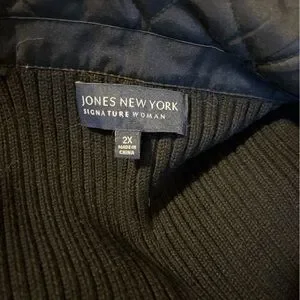 JONES NEW YORK
SIGNATURE WOMAN
2X
MADE IN
CHINA